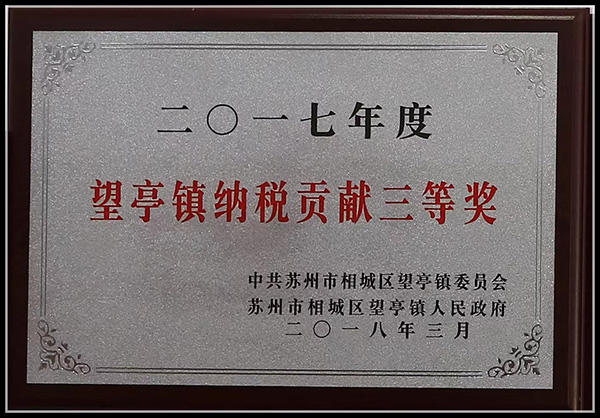 二〇一七年度
望亭镇纳税贡献三等奖
中共苏州市相城区望亭镇委员会
苏州市相城区望亭镇人民政府
二〇一八年三月